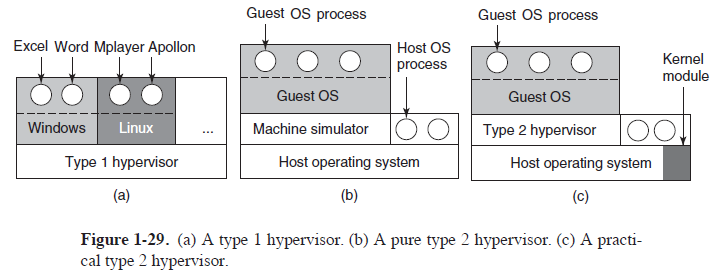 Guest OS process
Guest OS process
Excel Word Mplayer Apollon
Host OS
process
Kernel
module
Guest OS
Guest OS
Windows
Linux
...
Machine simulator
Type 2 hypervisor
Type 1 hypervisor
Host operating system
Host operating system
(a)
(b)
(c)
Figure 1-29. (a) A type 1 hypervisor. (b) A pure type 2 hypervisor. (c) A practi-
cal type 2 hypervisor.